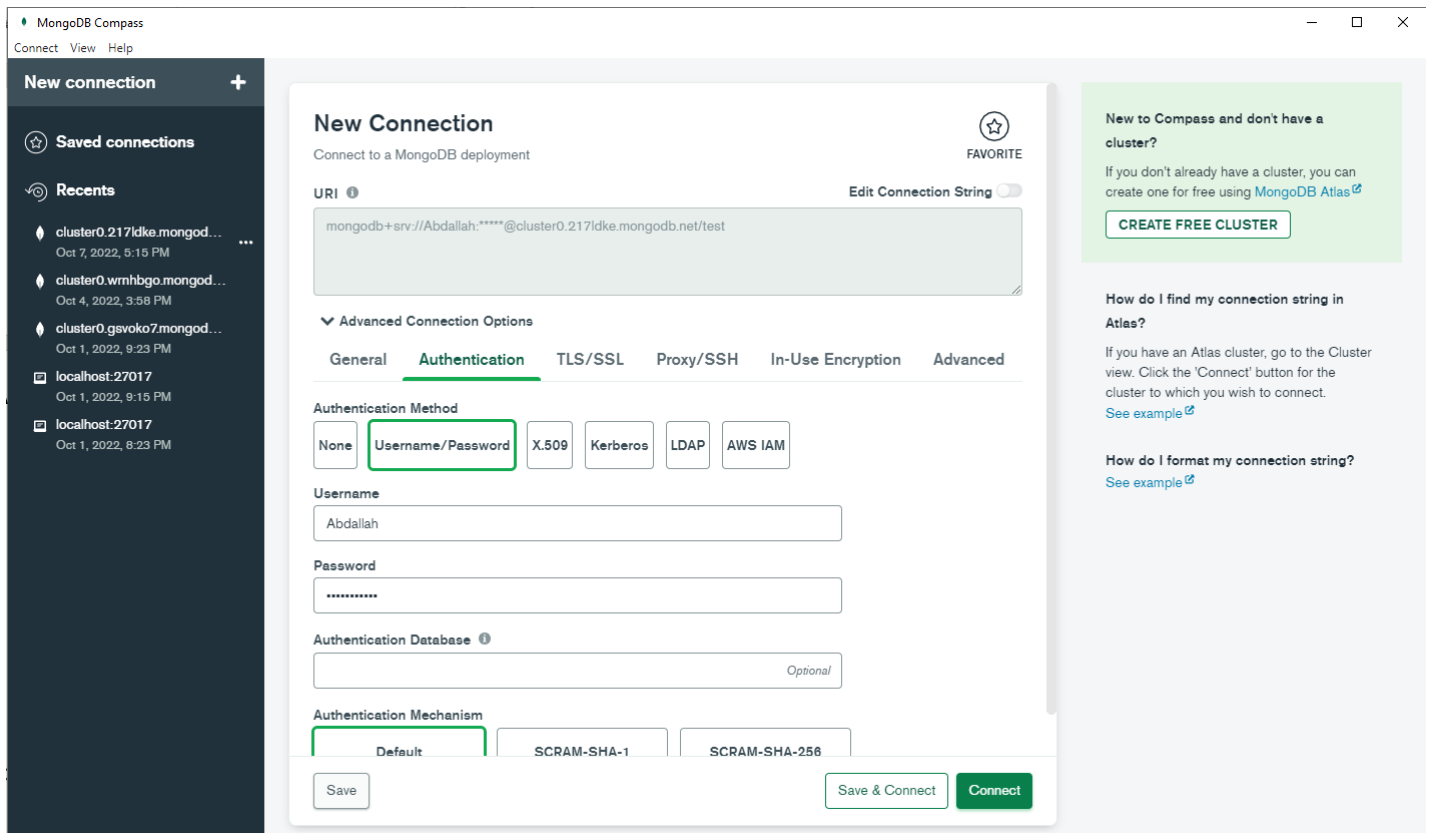 MongoDB Compass
Connect View Help
New connection
Saved connections
Recents
cluster0.217ldke.mongod...
Oct 7, 2022, 5:15 PM
cluster0.wrnhbgo.mongod...
Oct 4, 2022, 3:58 PM
cluster0.gsvoko7.mongod...
Oct 1, 2022, 9:23 PM
localhost:27017
Oct 1, 2022, 9:15 PM
localhost:27017
Oct 1, 2022, 8:23 PM
New Connection
Connect to a MongoDB deployment
FAVORITE
URI
Edit Connection String
mongodb+srv://Abdallah:*****@cluster0.217ldke.mongodb.net/test
Advanced Connection Options
General Authentication TLS/SSL Proxy/SSH In-Use Encryption Advanced
Authentication Method
None Username/Password X.509 Kerberos LDAP AWS IAM
Username
Abdallah
Password
•••••••••••
Authentication Database
Optional
Authentication Mechanism
Default SCRAM-SHA-1 SCRAM-SHA-256
Save Save & Connect Connect
New to Compass and don't have a
cluster?
If you don't already have a cluster, you can
create one for free using MongoDB Atlas
CREATE FREE CLUSTER
How do I find my connection string in
Atlas?
If you have an Atlas cluster, go to the Cluster
view. Click the 'Connect' button for the
cluster to which you wish to connect.
See example
How do I format my connection string?
See example